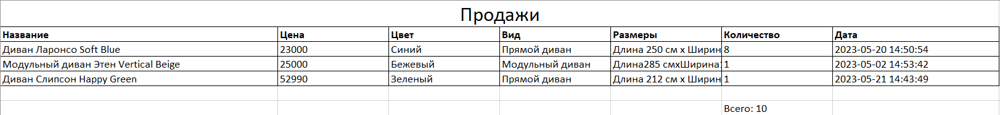 Продажи
Название Цена Цвет Вид Размеры Количество Дата
Диван Ларонсо Soft Blue 23000 Синий Прямой диван Длина 250 см x Ширин 8 2023-05-20 14:50:54
Модульный диван Этен Vertical Beige 25000 Бежевый Модульный диван Длина285 смxШирина 1 2023-05-02 14:53:42
Диван Слипсон Happy Green 52990 Зеленый Прямой диван Длина 212 см x Ширин 1 2023-05-21 14:43:49
Всего: 10